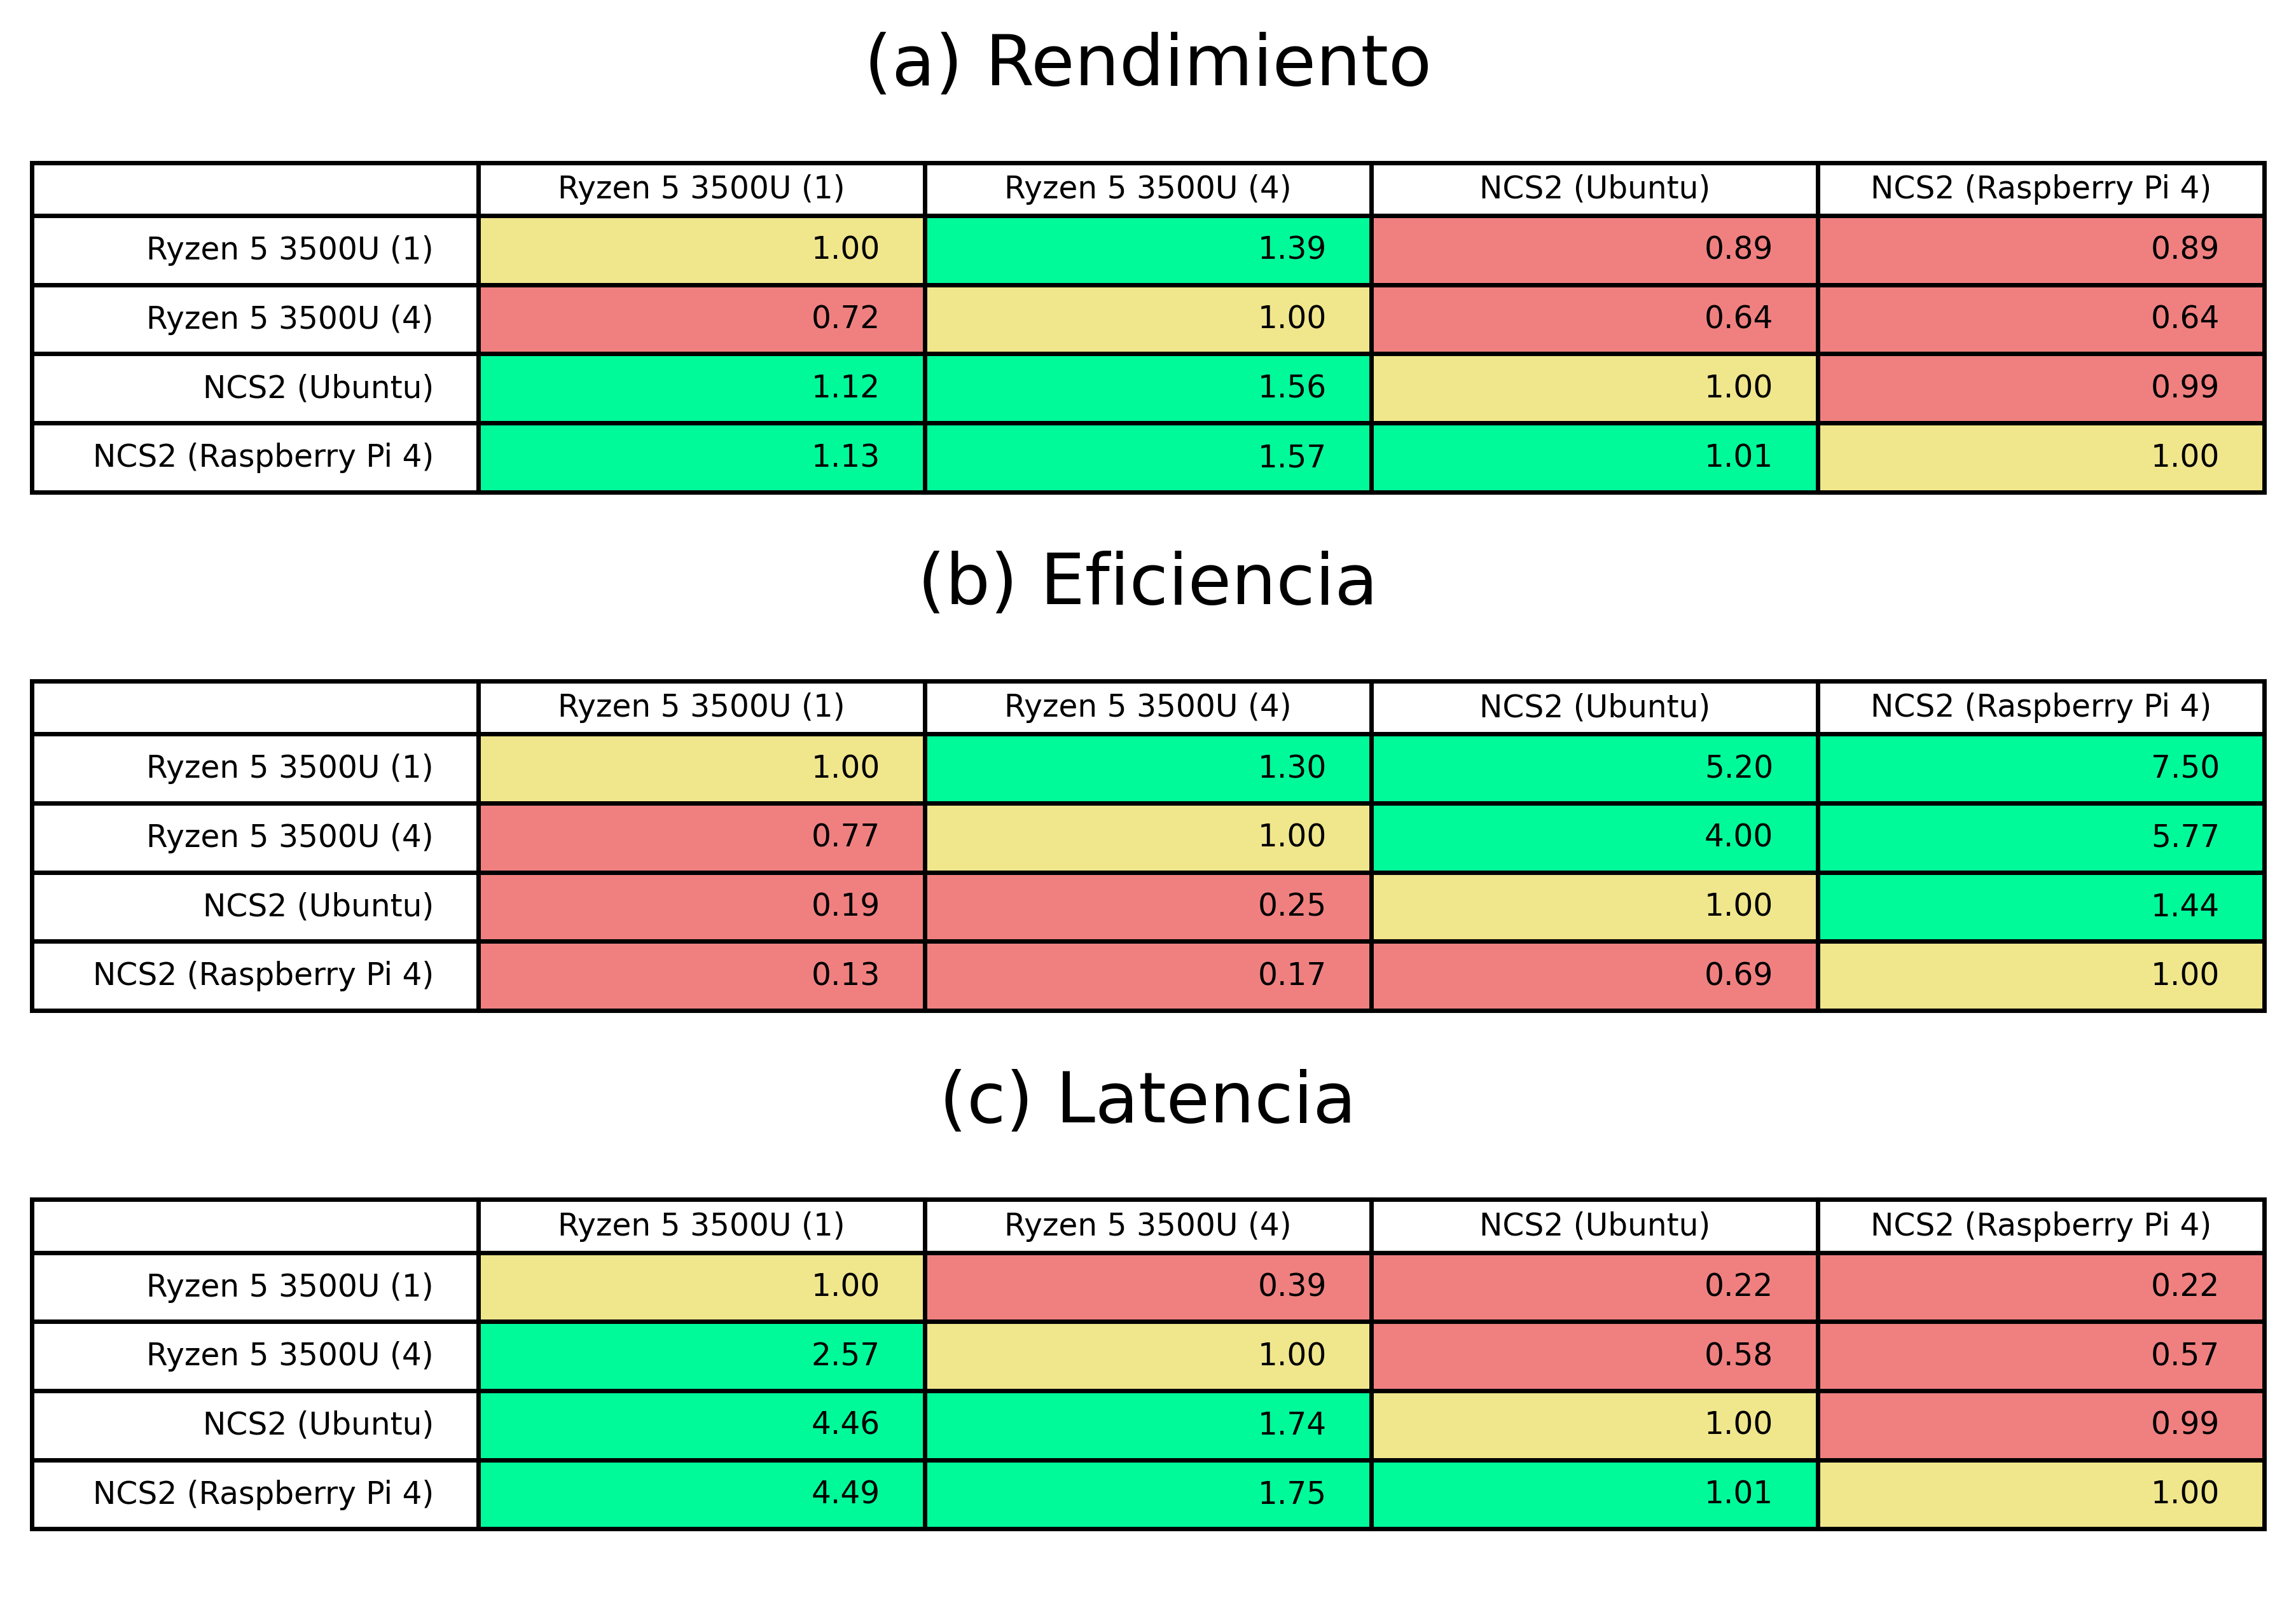 (a) Rendimiento
Ryzen 5 3500U (1) Ryzen 5 3500U (4) NCS2 (Ubuntu) NCS2 (Raspberry Pi 4)
Ryzen 5 3500U (1) 1.00 1.39 0.89 0.89
Ryzen 5 3500U (4) 0.72 1.00 0.64 0.64
NCS2 (Ubuntu) 1.12 1.56 1.00 0.99
NCS2 (Raspberry Pi 4) 1.13 1.57 1.01 1.00
(b) Eficiencia
Ryzen 5 3500U (1) Ryzen 5 3500U (4) NCS2 (Ubuntu) NCS2 (Raspberry Pi 4)
Ryzen 5 3500U (1) 1.00 1.30 5.20 7.50
Ryzen 5 3500U (4) 0.77 1.00 4.00 5.77
NCS2 (Ubuntu) 0.19 0.25 1.00 1.44
NCS2 (Raspberry Pi 4) 0.13 0.17 0.69 1.00
(c) Latencia
Ryzen 5 3500U (1) Ryzen 5 3500U (4) NCS2 (Ubuntu) NCS2 (Raspberry Pi 4)
Ryzen 5 3500U (1) 1.00 0.39 0.22 0.22
Ryzen 5 3500U (4) 2.57 1.00 0.58 0.57
NCS2 (Ubuntu) 4.46 1.74 1.00 0.99
NCS2 (Raspberry Pi 4) 4.49 1.75 1.01 1.00